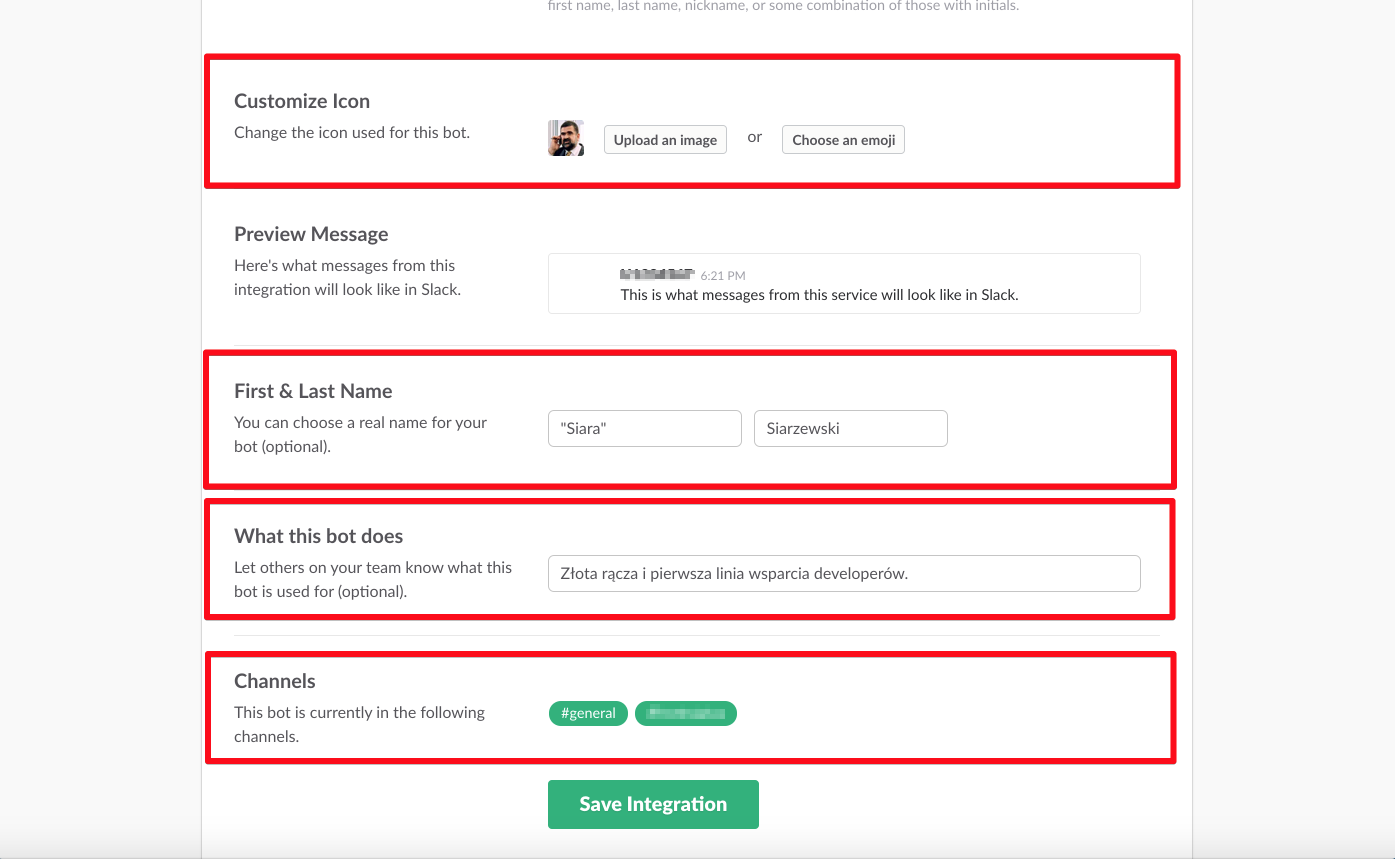 first name, last name, nickname, or some combination of those with initials.
Customize Icon
Change the icon used for this bot.
Upload an image or Choose an emoji
Preview Message
Here's what messages from this
integration will look like in Slack.
6:21 PM
This is what messages from this service will look like in Slack.
First & Last Name
You can choose a real name for your
bot (optional).
"Siara" Siarzewski
What this bot does
Let others on your team know what this
bot is used for (optional).
Złota rącza i pierwsza linia wsparcia developerów.
Channels
This bot is currently in the following
channels.
#general
Save Integration